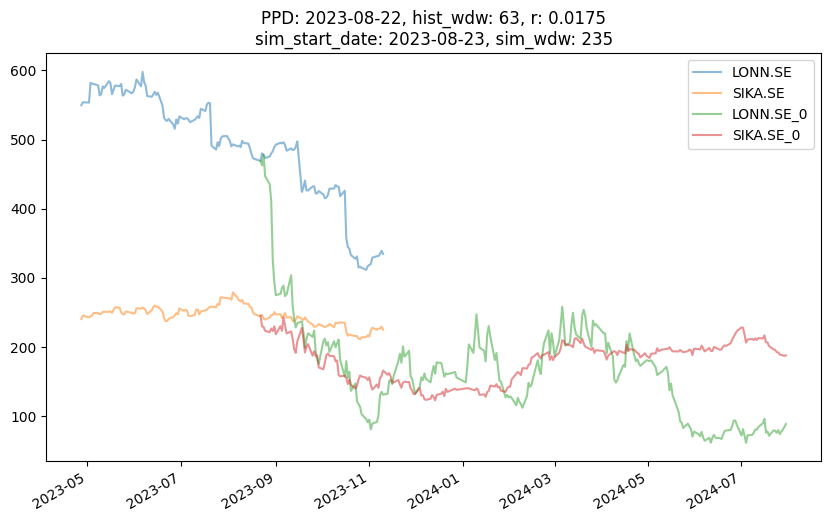 PPD: 2023-08-22, hist_wdw: 63, r: 0.0175
sim_start_date: 2023-08-23, sim_wdw: 235
LONN.SE
SIKA.SE
LONN.SE_0
SIKA.SE_0
600
500
400
300
200
100
2023-05
2023-07
2023-09
2023-11
2024-01
2024-03
2024-05
2024-07